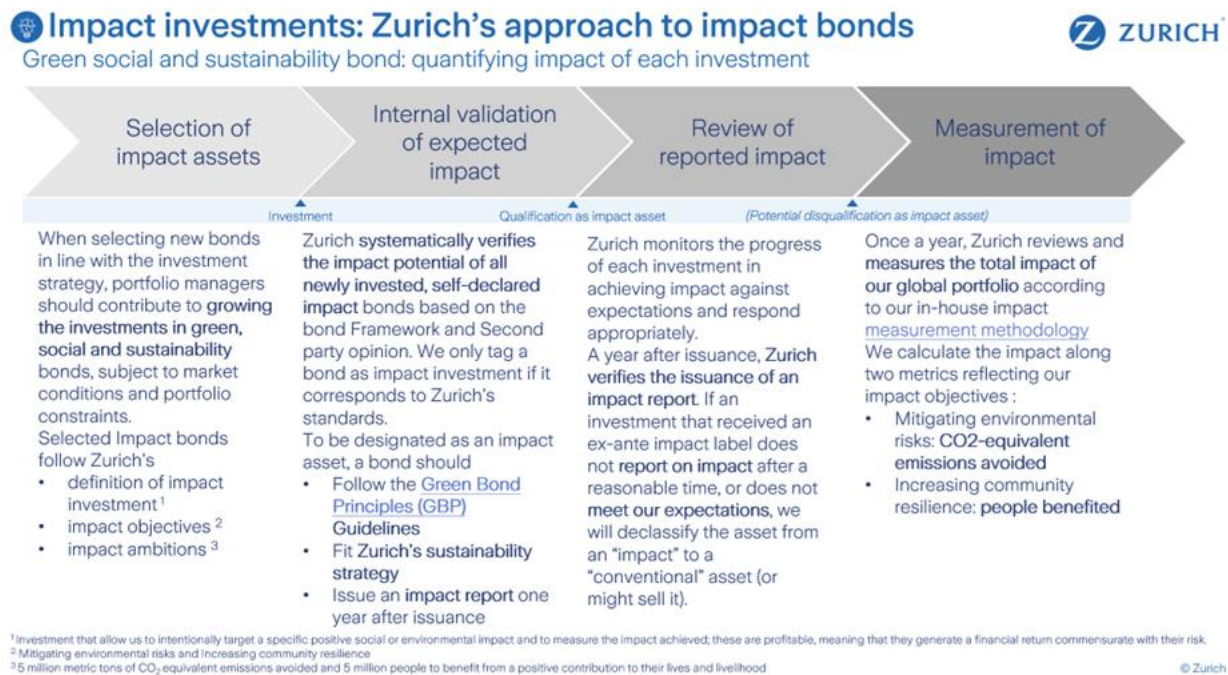 Impact investments: Zurich’s approach to impact bonds
ZURICH
Green social and sustainability bond: quantifying impact of each investment
Selection of
impact assets
Internal validation
of expected
impact
Review of
reported impact
Measurement of
impact
Investment
Qualification as impact asset
(Potential disqualification as impact asset)
When selecting new bonds
in line with the investment
strategy, portfolio managers
should contribute to growing
the investments in green,
social and sustainability
bonds, subject to market
conditions and portfolio
constraints.
Selected Impact bonds
follow Zurich’s
• definition of impact
investment 1
• impact objectives 2
• impact ambitions 3
Zurich systematically verifies
the impact potential of all
newly invested, self-declared
impact bonds based on the
bond Framework and Second
party opinion. We only tag a
bond as impact investment if it
corresponds to Zurich’s
standards.
To be designated as an impact
asset, a bond should
• Follow the Green Bond
Principles (GBP)
Guidelines
• Fit Zurich’s sustainability
strategy
• Issue an impact report one
year after issuance
Zurich monitors the progress
of each investment in
achieving impact against
expectations and respond
appropriately.
A year after issuance, Zurich
verifies the issuance of an
impact report. If an
investment that received an
ex-ante impact label does
not report on impact after a
reasonable time, or does not
meet our expectations, we
will declassify the asset from
an “impact” to a
“conventional” asset (or
might sell it).
Once a year, Zurich reviews and
measures the total impact of
our global portfolio according
to our in-house impact
measurement methodology
We calculate the impact along
two metrics reflecting our
impact objectives :
• Mitigating environmental
risks: CO2-equivalent
emissions avoided
• Increasing community
resilience: people benefited
1 Investment that allow us to intentionally target a specific positive social or environmental impact and to measure the impact achieved; these are profitable, meaning that they generate a financial return commensurate with their risk.
2 Mitigating environmental risks and Increasing community resilience
3 5 million metric tons of CO2 equivalent emissions avoided and 5 million people to benefit from a positive contribution to their lives and livelihood
© Zurich